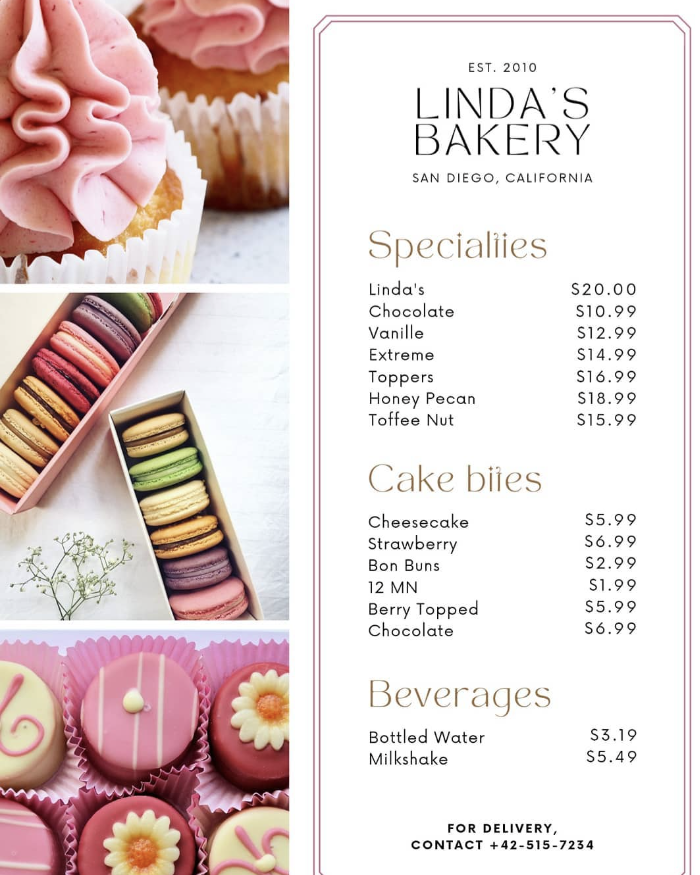 EST. 2010
LINDA'S
BAKERY
SAN DIEGO, CALIFORNIA
Specialties
Linda's $20.00
Chocolate $10.99
Vanille $12.99
Extreme $14.99
Toppers $16.99
Honey Pecan $18.99
Toffee Nut $15.99
Cake bites
Cheesecake $5.99
Strawberry $6.99
Bon Buns $2.99
12 MN $1.99
Berry Topped $5.99
Chocolate $6.99
Beverages
Bottled Water $3.19
Milkshake $5.49
FOR DELIVERY,
CONTACT +42-515-7234